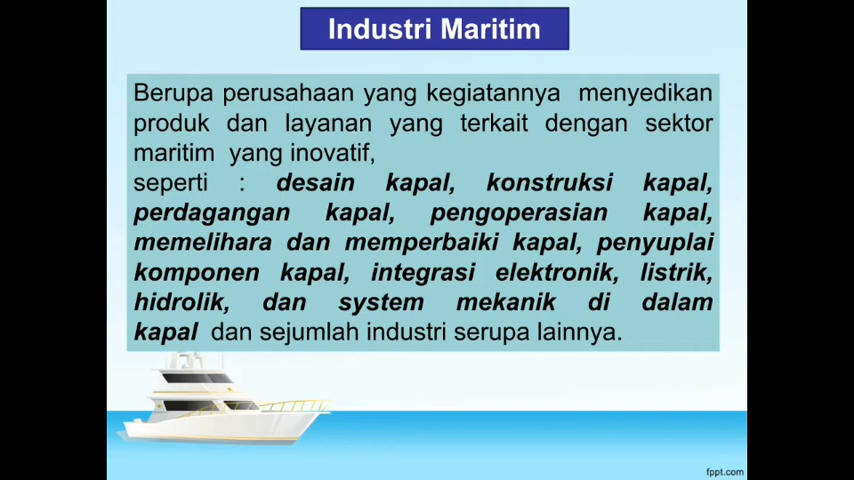 Industri Maritim
Berupa perusahaan yang kegiatannya menyedikan
produk dan layanan yang terkait dengan sektor
maritim yang inovatif,
seperti : desain kapal, konstruksi kapal,
perdagangan kapal, pengoperasian kapal,
memelihara dan memperbaiki kapal, penyuplai
komponen kapal, integrasi elektronik, listrik,
hidrolik, dan system mekanik di dalam
kapal dan sejumlah industri serupa lainnya.
fppt.com